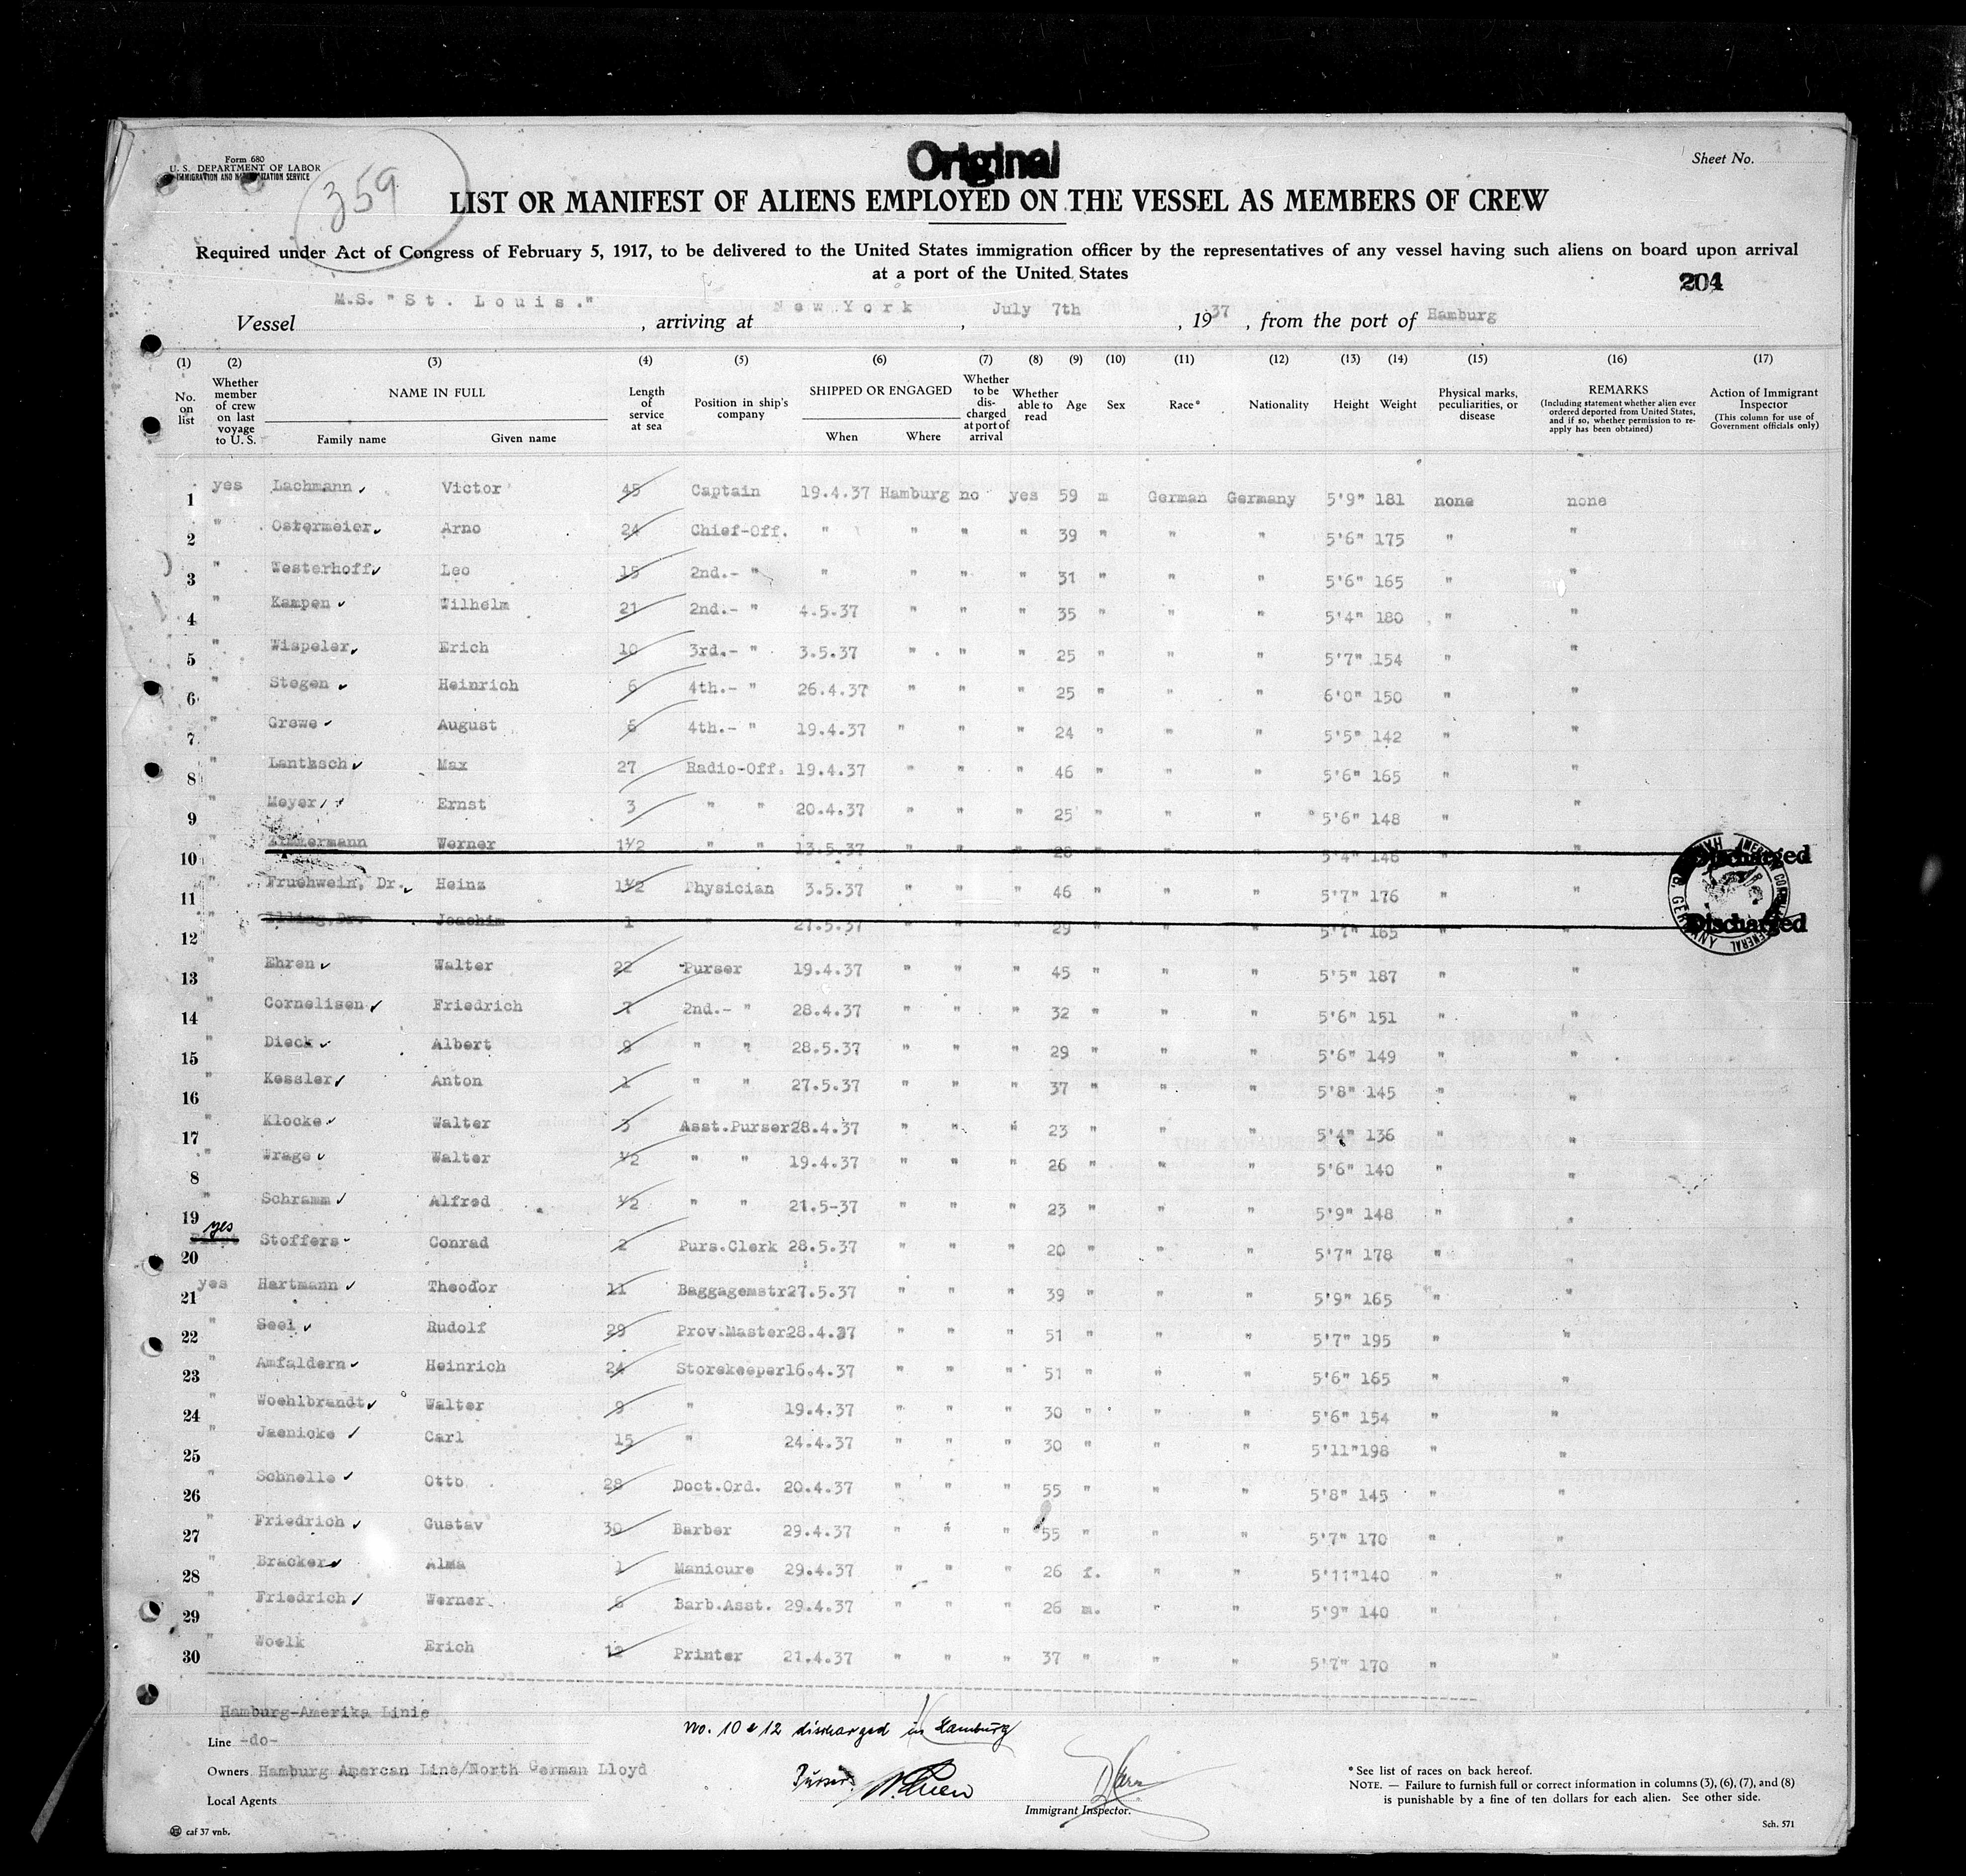 Form 680
U. S. DEPARTMENT OF LABOR
IMMIGRATION AND NATURALIZATION SERVICE
359
Original
Sheet No.
LIST OR MANIFEST OF ALIENS EMPLOYED ON THE VESSEL AS MEMBERS OF CREW
Required under Act of Congress of February 5, 1917, to be delivered to the United States immigration officer by the representatives of any vessel having such aliens on board upon arrival
at a port of the United States
204
Vessel M.S. "St. Louis." , arriving at New York , July 7th , 1937 , from the port of Hamburg
(1) (2) (3) (4) (5) (6) (7) (8) (9) (10) (11) (12) (13) (14) (15) (16) (17)
No. on list
Whether member of crew on last voyage to U. S.
NAME IN FULL
Family name Given name
Length of service at sea
Position in ship's company
SHIPPED OR ENGAGED
When Where
Whether to be discharged at port of arrival
Whether able to read
Age
Sex
Race*
Nationality
Height
Weight
Physical marks, peculiarities, or disease
REMARKS
(Including statement whether alien ever ordered deported from United States, and if so, whether permission to re-apply has been obtained)
Action of Immigrant Inspector
(This column for use of Government officials only)
1 yes Lachmann Victor 45 Captain 19.4.37 Hamburg no yes 59 m German Germany 5'9" 181 none none
2 " Ostermeier Arno 24 Chief-Off. " " " " 39 " " " 5'6" 175 " "
3 " Westerhoff Leo 15 2nd.- " " " " " 31 " " " 5'6" 165 " "
4 " Kampen Wilhelm 21 2nd.- " 4.5.37 " " " 35 " " " 5'4" 180 " "
5 " Wispeler Erich 10 3rd.- " 3.5.37 " " " 25 " " " 5'7" 154 " "
6 " Stegen Heinrich 6 4th.- " 26.4.37 " " " 25 " " " 6'0" 150 " "
7 " Grewe August 6 4th.- " 19.4.37 " " " 24 " " " 5'5" 142 " "
8 " Lantzsch Max 27 Radio-Off. 19.4.37 " " " 46 " " " 5'6" 165 " "
9 " Meyer Ernst 3 " " 20.4.37 " " " 25 " " " 5'6" 148 " "
10 " Zimmermann Werner 1½ " " 13.5.37 " " " 28 " " " 5'4" 146 " " Discharged
11 " Fruehwein, Dr. Heinz 1½ Physician 3.5.37 " " " 46 " " " 5'7" 176 " "
12 " Illing, Dr. Joachim 1 " 27.5.37 " " " 29 " " " 5'7" 165 " " Discharged
13 " Ehren Walter 22 Purser 19.4.37 " " " 45 " " " 5'5" 187 " "
14 " Cornelisen Friedrich 7 2nd.- " 28.4.37 " " " 32 " " " 5'6" 151 " "
15 " Dieck Albert 9 " " 28.5.37 " " " 29 " " " 5'6" 149 " "
16 " Kessler Anton 1 " " 27.5.37 " " " 37 " " " 5'8" 145 " "
17 " Klocke Walter 3 Asst.Purser 28.4.37 " " " 23 " " " 5'4" 136 " "
8 " Wrage Walter ½ " " 19.4.37 " " " 26 " " " 5'6" 140 " "
19 " Schramm Alfred ½ " " 21.5-37 " " " 23 " " " 5'9" 148 " "
20 First yes Stoffers Conrad 2 Purs.Clerk 28.5.37 " " " 20 " " " 5'7" 178 " "
21 yes Hartmann Theodor 11 Baggagemstr 27.5.37 " " " 39 " " " 5'9" 165 " "
22 " Seel Rudolf 29 Prov.Master 28.4.37 " " " 51 " " " 5'7" 195 " "
23 " Amfaldern Heinrich 24 Storekeeper 16.4.37 " " " 51 " " " 5'6" 165 " "
24 " Woehlbrandt Walter 9 " 19.4.37 " " " 30 " " " 5'6" 154 " "
25 " Jaenicke Carl 15 " 24.4.37 " " " 30 " " " 5'11" 198 " "
26 " Schnelle Otto 28 Doct.Ord. 20.4.37 " " " 55 " " " 5'8" 145 " "
27 " Friedrich Gustav 30 Barber 29.4.37 " " " 55 " " " 5'7" 170 " "
28 " Bracker Alma 1 Manicure 29.4.37 " " " 26 f. " " 5'11" 140 " "
29 " Friedrich Werner 8 Barb.Asst. 29.4.37 " " " 26 m. " " 5'9" 140 " "
30 " Woelk Erich 12 Printer 21.4.37 " " " 37 " " " 5'7" 170 " "
Hamburg-Amerika Linie
Line -do-
No. 10 & 12 discharged in Hamburg
Owners Hamburg Amercan Line/North German Lloyd
Purser
Local Agents
Immigrant Inspector.
* See list of races on back hereof.
NOTE. — Failure to furnish full or correct information in columns (3), (6), (7), and (8)
is punishable by a fine of ten dollars for each alien. See other side.
caf 37 vnb.
Sch. 571